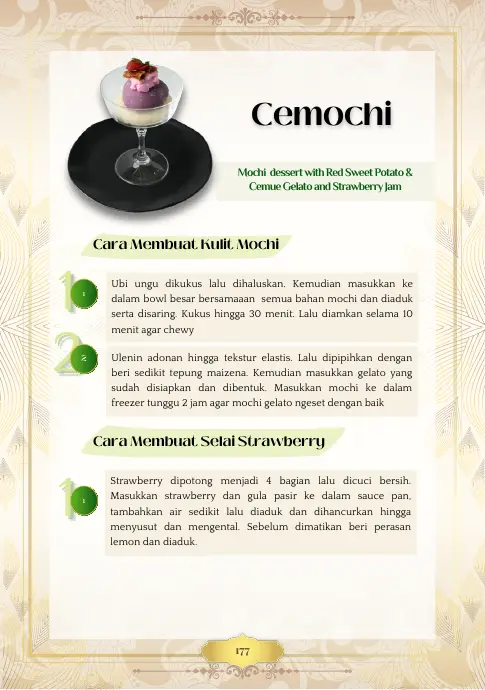 Cemochi
Mochi dessert with Red Sweet Potato &
Cemue Gelato and Strawberry Jam
Cara Membuat Kulit Mochi
1
1
Ubi ungu dikukus lalu dihaluskan. Kemudian masukkan ke
dalam bowl besar bersamaaan semua bahan mochi dan diaduk
serta disaring. Kukus hingga 30 menit. Lalu diamkan selama 10
menit agar chewy
2
2
Ulenin adonan hingga tekstur elastis. Lalu dipipihkan dengan
beri sedikit tepung maizena. Kemudian masukkan gelato yang
sudah disiapkan dan dibentuk. Masukkan mochi ke dalam
freezer tunggu 2 jam agar mochi gelato ngeset dengan baik
Cara Membuat Selai Strawberry
1
1
Strawberry dipotong menjadi 4 bagian lalu dicuci bersih.
Masukkan strawberry dan gula pasir ke dalam sauce pan,
tambahkan air sedikit lalu diaduk dan dihancurkan hingga
menyusut dan mengental. Sebelum dimatikan beri perasan
lemon dan diaduk.
177